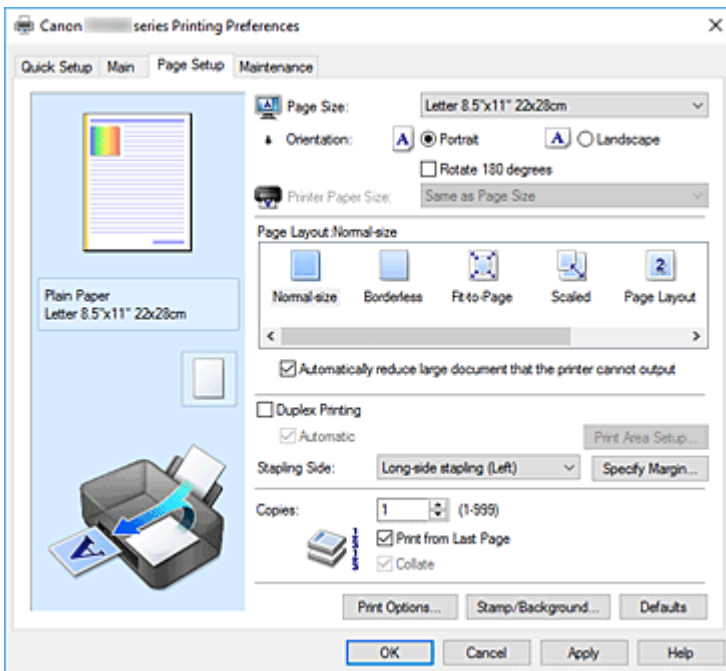 Canon series Printing Preferences
Quick Setup Main Page Setup Maintenance
Page Size: Letter 8.5"x11" 22x28cm
Orientation: A Portrait A Landscape
Rotate 180 degrees
Printer Paper Size: Same as Page Size
Page Layout:Normal-size
2
Normal-size Borderless Fit-to-Page Scaled Page Layout
Plain Paper
Letter 8.5"x11" 22x28cm
Automatically reduce large document that the printer cannot output
Duplex Printing
Automatic Print Area Setup...
Stapling Side: Long-side stapling (Left) Specify Margin...
Copies: 1 (1-999)
Print from Last Page
Collate
A
Print Options... Stamp/Background... Defaults
OK Cancel Apply Help